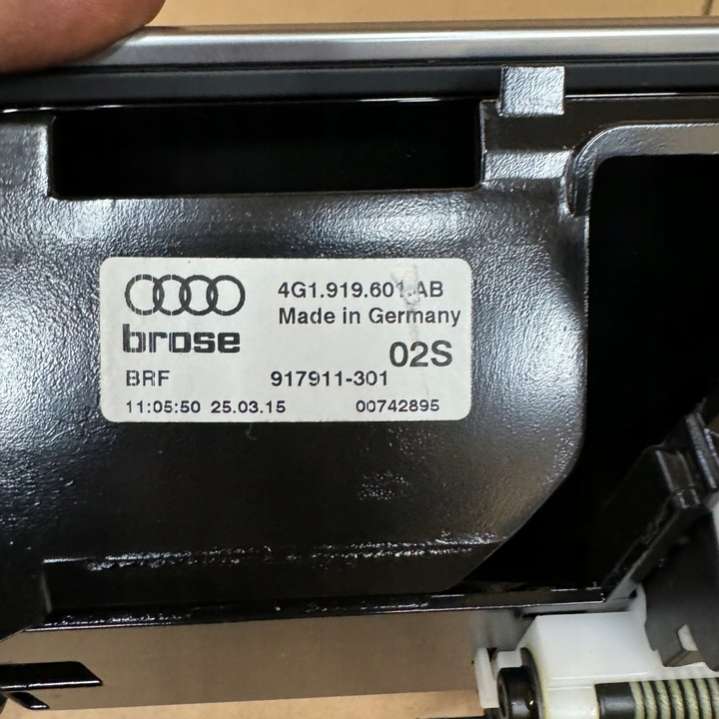 4G1.919.601.AB
Made in Germany
brose
02S
BRF 917911-301
11:05:50 25.03.15 00742895